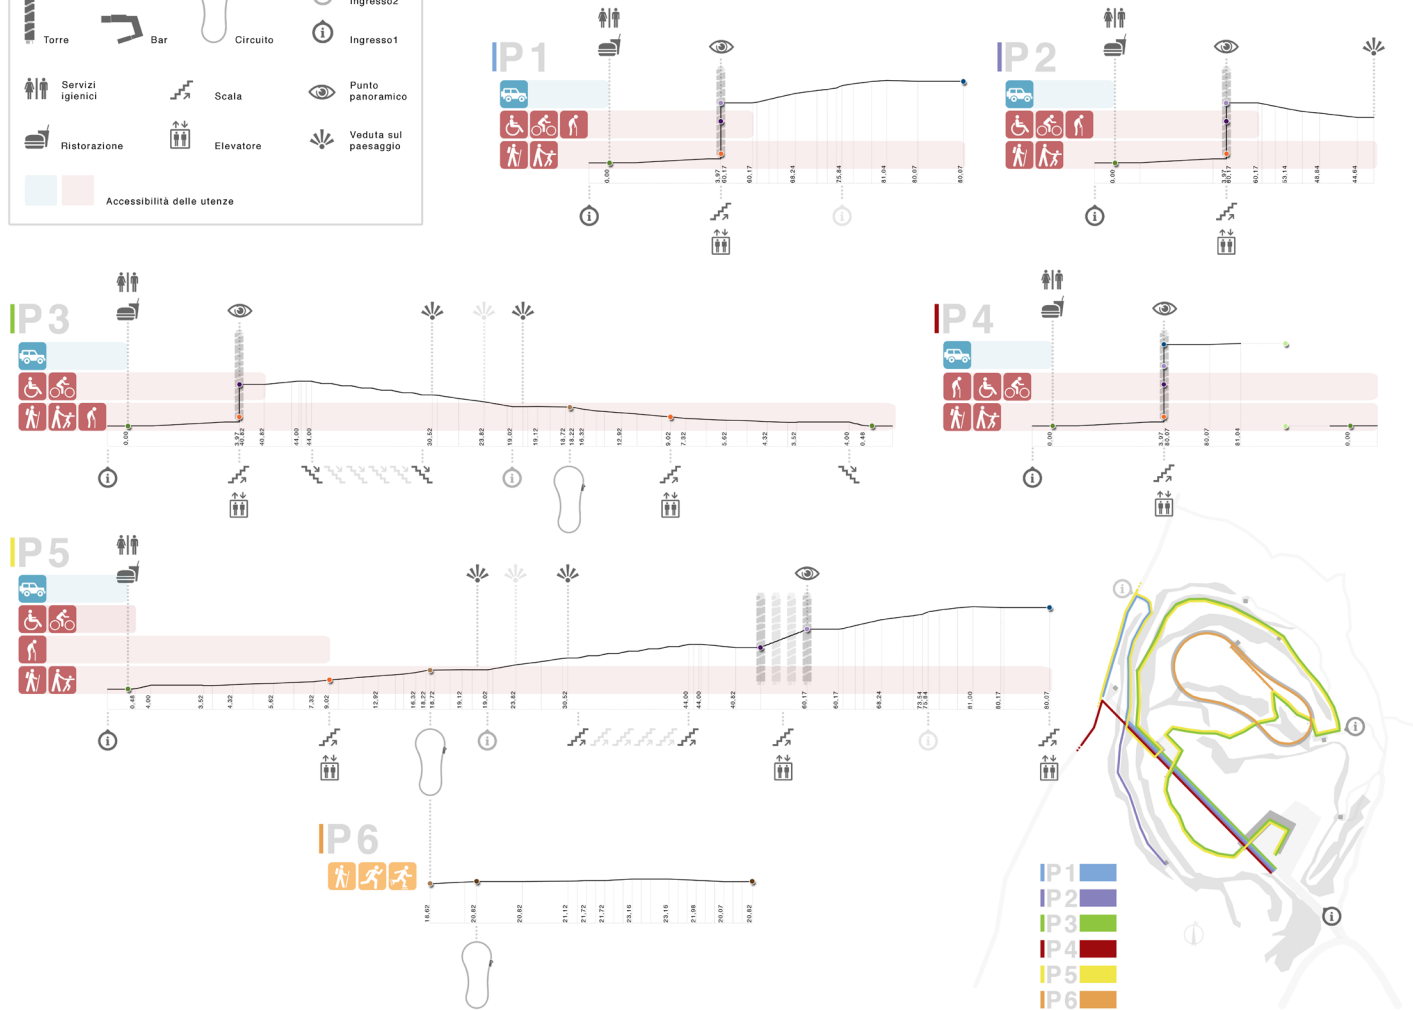 Ingresso2
Torre
Bar
Circuito
Ingresso1
Servizi
igienici
Scala
Punto
panoramico
Ristorazione
Elevatore
Veduta sul
paesaggio
Accessibilità delle utenze
P1
0,00
3,97
60,17
60,17
68,24
75,84
81,04
80,07
80,07
P2
0,00
3,97
60,17
60,17
53,14
48,84
44,64
P3
0,00
3,97
40,82
40,82
44,00
44,00
30,52
23,82
19,02
19,12
18,72
18,22
16,32
12,92
9,02
7,32
5,62
4,32
3,52
4,00
0,48
P4
0,00
3,97
80,07
80,07
81,04
0,00
P5
0,48
4,00
3,52
4,32
5,62
7,32
9,02
12,92
16,32
18,22
18,72
19,12
19,02
23,82
30,52
44,00
44,00
40,82
60,17
60,17
68,24
73,54
75,84
81,00
80,17
80,07
P6
18,62
20,82
20,82
21,12
21,72
21,72
23,16
23,16
21,98
20,07
20,82
P1
P2
P3
P4
P5
P6